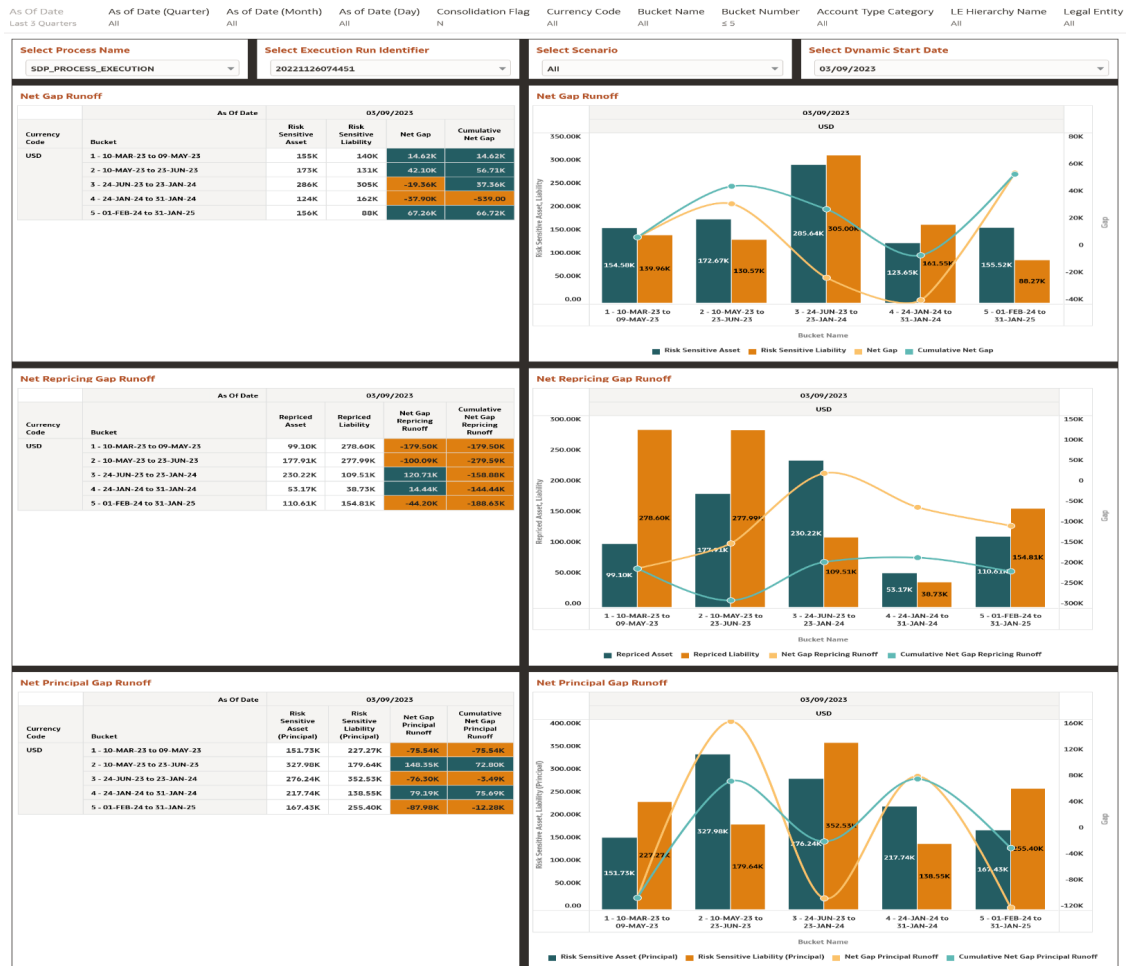 As Of Date As of Date (Quarter) As of Date (Month) As of Date (Day) Consolidation Flag Currency Code Bucket Name Bucket Number Account Type Category LE Hierarchy Name Legal Entity
Last 3 Quarters All All All N All All ≤ 5 All All All
Select Process Name
SDP_PROCESS_EXECUTION
Select Execution Run Identifier
20221126074451
Select Scenario
All
Select Dynamic Start Date
03/09/2023
Net Gap Runoff
As Of Date 03/09/2023
Currency Code Bucket Risk Sensitive Asset Risk Sensitive Liability Net Gap Cumulative Net Gap
USD 1 - 10-MAR-23 to 09-MAY-23 155K 140K 14.62K 14.62K
2 - 10-MAY-23 to 23-JUN-23 173K 131K 42.10K 56.71K
3 - 24-JUN-23 to 23-JAN-24 286K 305K -19.36K 37.36K
4 - 24-JAN-24 to 31-JAN-24 124K 162K -37.90K -539.00
5 - 01-FEB-24 to 31-JAN-25 156K 88K 67.26K 66.72K
Net Gap Runoff
03/09/2023
USD
Risk Sensitive Asset, Liability
350.00K
300.00K
250.00K
200.00K
150.00K
100.00K
50.00K
0.00
154.58K 139.96K 172.67K 130.57K 285.64K 305.00K 123.65K 161.55K 155.52K 88.27K
80K
60K
40K
20K
0
-20K
-40K
Gap
1 - 10-MAR-23 to 2 - 10-MAY-23 to 3 - 24-JUN-23 to 4 - 24-JAN-24 to 5 - 01-FEB-24 to
09-MAY-23 23-JUN-23 23-JAN-24 31-JAN-24 31-JAN-25
Bucket Name
Risk Sensitive Asset Risk Sensitive Liability Net Gap Cumulative Net Gap
Net Repricing Gap Runoff
As Of Date 03/09/2023
Currency Code Bucket Repriced Asset Repriced Liability Net Gap Repricing Runoff Cumulative Net Gap Repricing Runoff
USD 1 - 10-MAR-23 to 09-MAY-23 99.10K 278.60K -179.50K -179.50K
2 - 10-MAY-23 to 23-JUN-23 177.91K 277.99K -100.09K -279.59K
3 - 24-JUN-23 to 23-JAN-24 230.22K 109.51K 120.71K -158.88K
4 - 24-JAN-24 to 31-JAN-24 53.17K 38.73K 14.44K -144.44K
5 - 01-FEB-24 to 31-JAN-25 110.61K 154.81K -44.20K -188.63K
Net Repricing Gap Runoff
03/09/2023
USD
Repriced Asset, Liability
300.00K
250.00K
200.00K
150.00K
100.00K
50.00K
0.00
99.10K 278.60K 177.91K 277.99K 230.22K 109.51K 53.17K 38.73K 110.61K 154.81K
150K
100K
50K
0
-50K
-100K
-150K
-200K
-250K
-300K
Gap
1 - 10-MAR-23 to 2 - 10-MAY-23 to 3 - 24-JUN-23 to 4 - 24-JAN-24 to 5 - 01-FEB-24 to
09-MAY-23 23-JUN-23 23-JAN-24 31-JAN-24 31-JAN-25
Bucket Name
Repriced Asset Repriced Liability Net Gap Repricing Runoff Cumulative Net Gap Repricing Runoff
Net Principal Gap Runoff
As Of Date 03/09/2023
Currency Code Bucket Risk Sensitive Asset (Principal) Risk Sensitive Liability (Principal) Net Gap Principal Runoff Cumulative Net Gap Principal Runoff
USD 1 - 10-MAR-23 to 09-MAY-23 151.73K 227.27K -75.54K -75.54K
2 - 10-MAY-23 to 23-JUN-23 327.98K 179.64K 148.35K 72.80K
3 - 24-JUN-23 to 23-JAN-24 276.24K 352.53K -76.30K -3.49K
4 - 24-JAN-24 to 31-JAN-24 217.74K 138.55K 79.19K 75.69K
5 - 01-FEB-24 to 31-JAN-25 167.43K 255.40K -87.98K -12.28K
Net Principal Gap Runoff
03/09/2023
USD
Risk Sensitive Asset, Liability (Principal)
400.00K
350.00K
300.00K
250.00K
200.00K
150.00K
100.00K
50.00K
0.00
151.73K 227.27K 327.98K 179.64K 276.24K 352.53K 217.74K 138.55K 167.43K 255.40K
160K
120K
80K
40K
0
-40K
-80K
-120K
Gap
1 - 10-MAR-23 to 2 - 10-MAY-23 to 3 - 24-JUN-23 to 4 - 24-JAN-24 to 5 - 01-FEB-24 to
09-MAY-23 23-JUN-23 23-JAN-24 31-JAN-24 31-JAN-25
Bucket Name
Risk Sensitive Asset (Principal) Risk Sensitive Liability (Principal) Net Gap Principal Runoff Cumulative Net Gap Principal Runoff